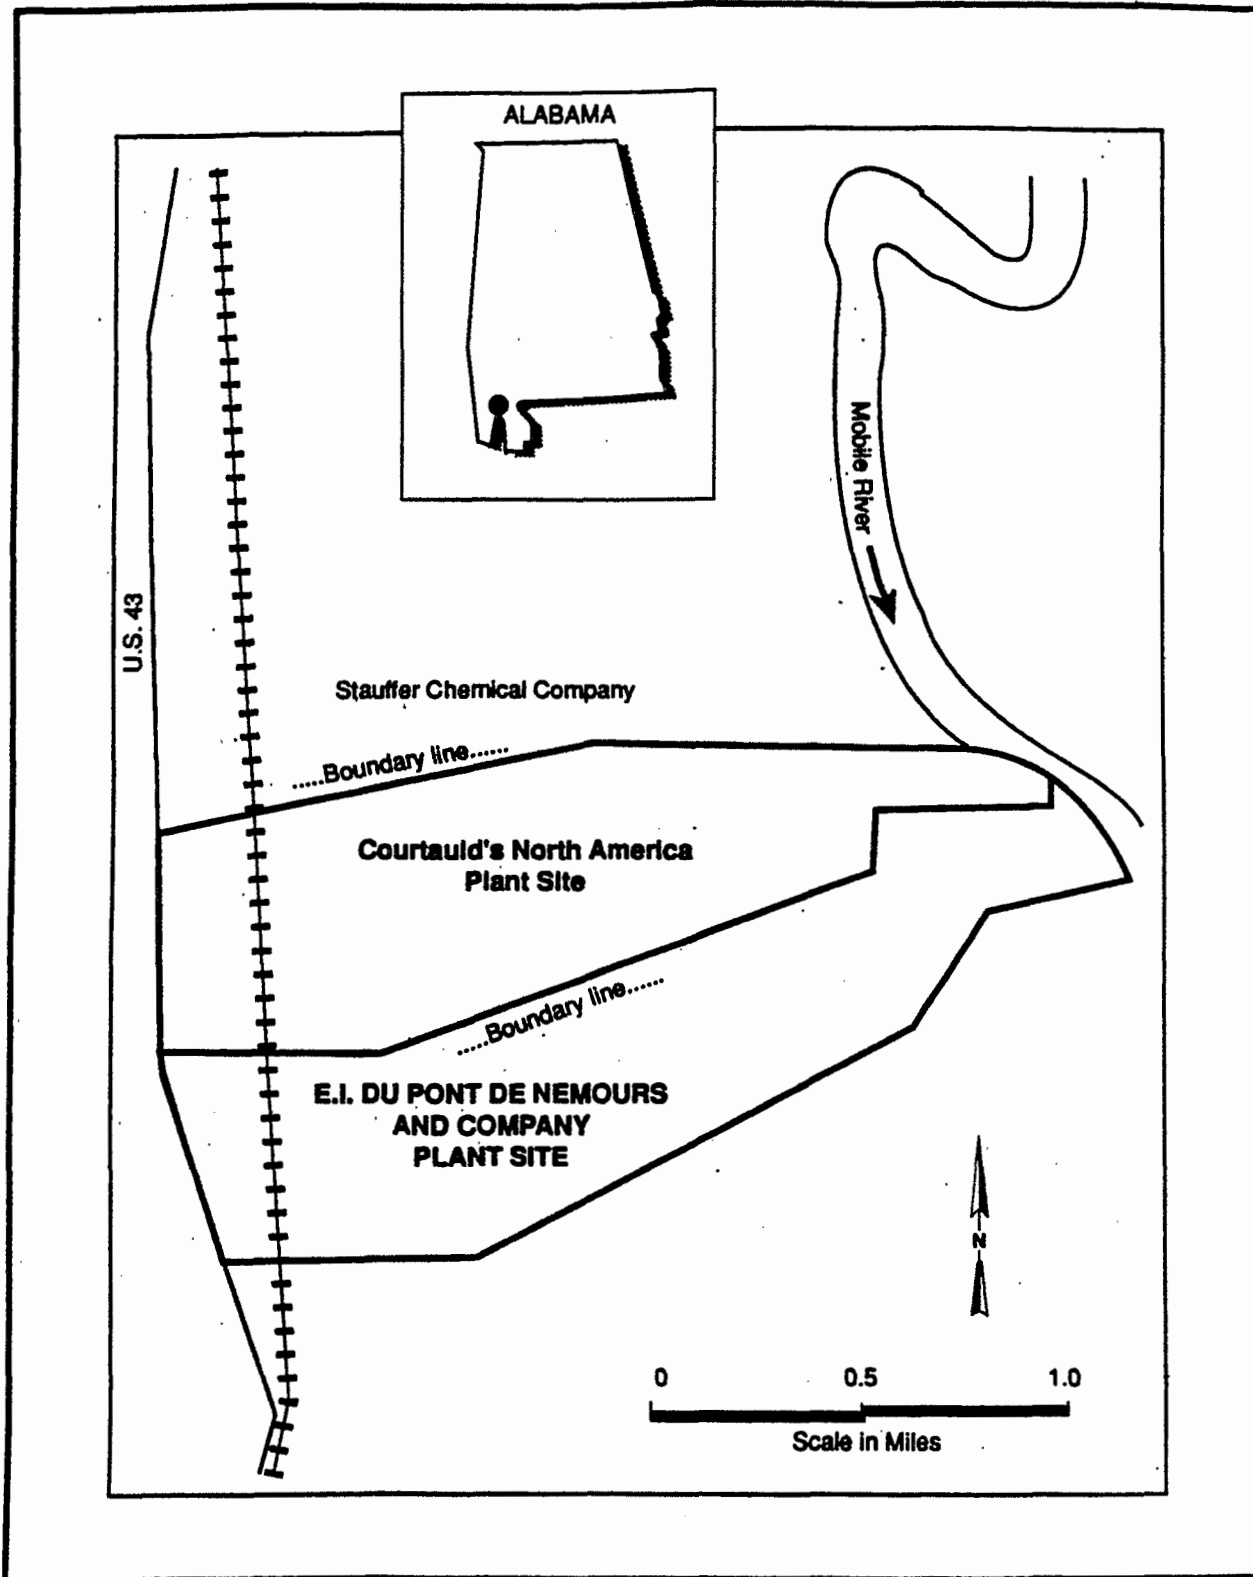 ALABAMA
Mobile River
U.S. 43
Stauffer Chemical Company
.....Boundary line......
Courtauld's North America
Plant Site
.....Boundary line......
E.I. DU PONT DE NEMOURS
AND COMPANY
PLANT SITE
N
0 0.5 1.0
Scale in Miles